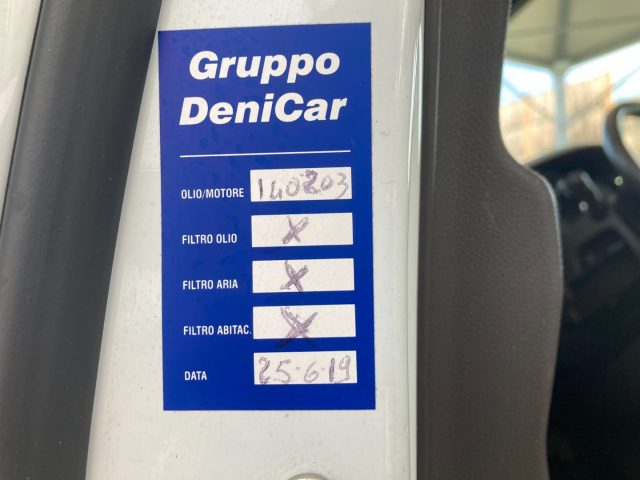 Gruppo
DeniCar
OLIO/MOTORE 140203
FILTRO OLIO X
FILTRO ARIA X
FILTRO ABITAC. X
DATA 25-6-19